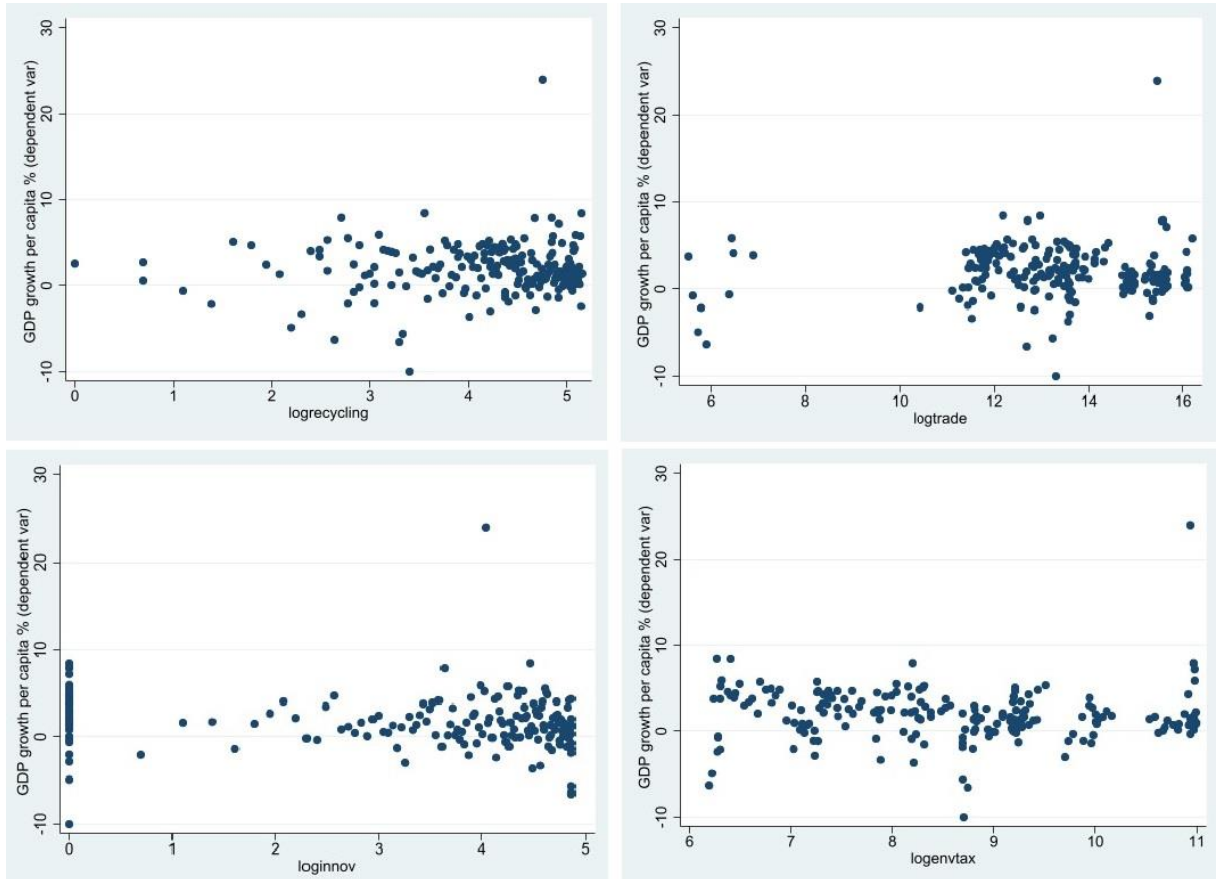 GDP growth per capita % (dependent var)
30
20
10
0
-10
0 1 2 3 4 5
logrecycling
GDP growth per capita % (dependent var)
30
20
10
0
-10
6 8 10 12 14 16
logtrade
GDP growth per capita % (dependent var)
30
20
10
0
-10
0 1 2 3 4 5
loginnov
GDP growth per capita % (dependent var)
30
20
10
0
-10
6 7 8 9 10 11
logenvtax